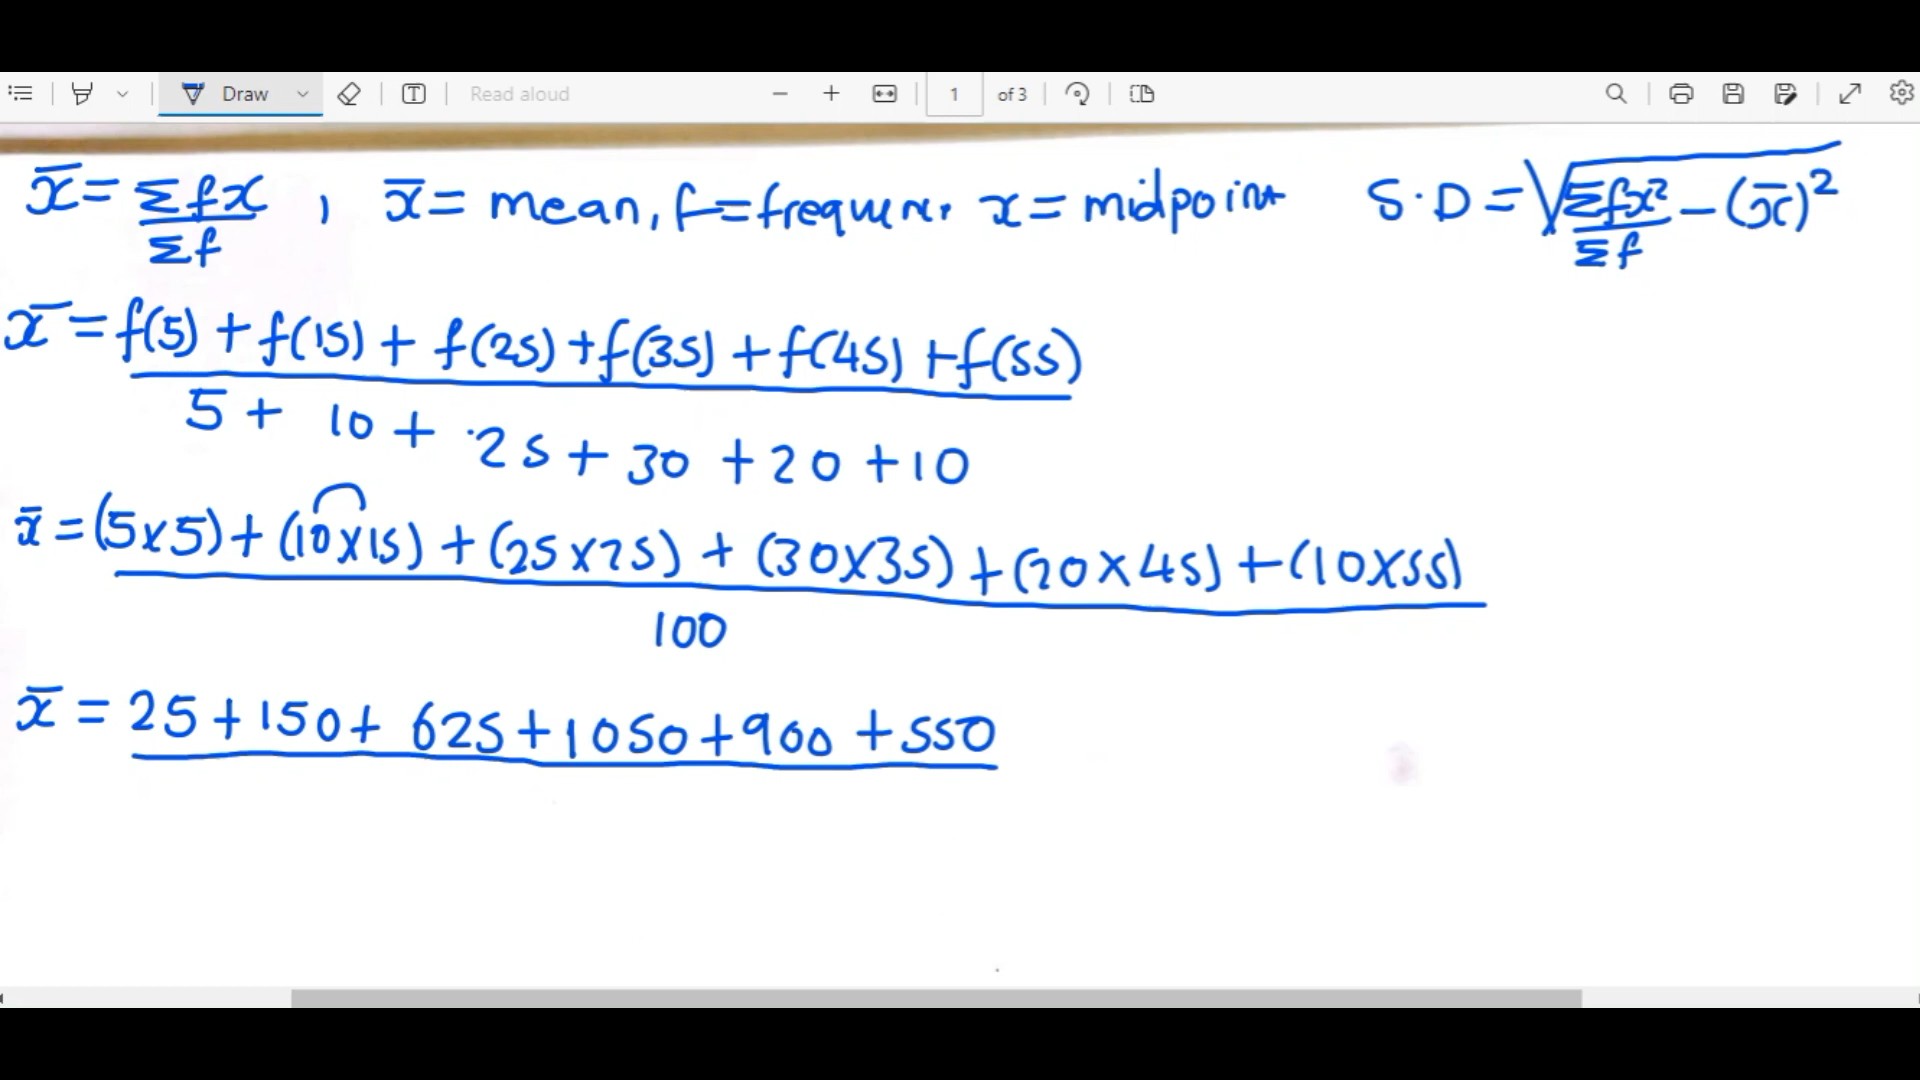 Draw Read aloud 1 of 3
x̄ = Σfx / Σf , x̄ = mean, f = frequen. x = midpoint S.D = √(Σfx² / Σf − (x̄)²)
x̄ = f(5) + f(15) + f(25) + f(35) + f(45) + f(55)
5 + 10 + 25 + 30 + 20 + 10
x̄ = (5×5) + (10×15) + (25×25) + (30×35) + (20×45) + (10×55)
100
x̄ = 25 + 150 + 625 + 1050 + 900 + 550